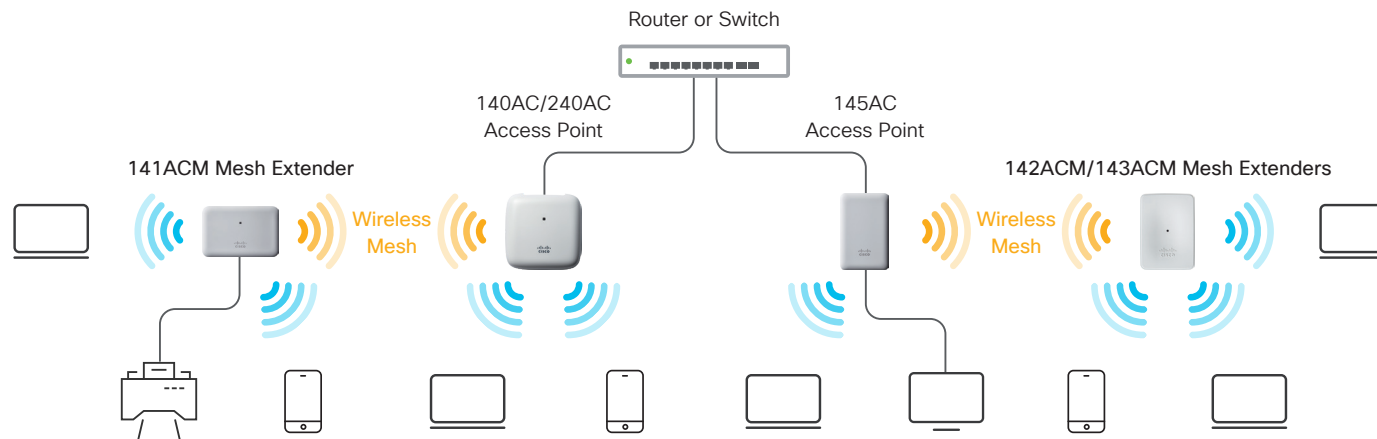 Router or Switch
140AC/240AC
Access Point
145AC
Access Point
141ACM Mesh Extender
142ACM/143ACM Mesh Extenders
Wireless
Mesh
Wireless
Mesh